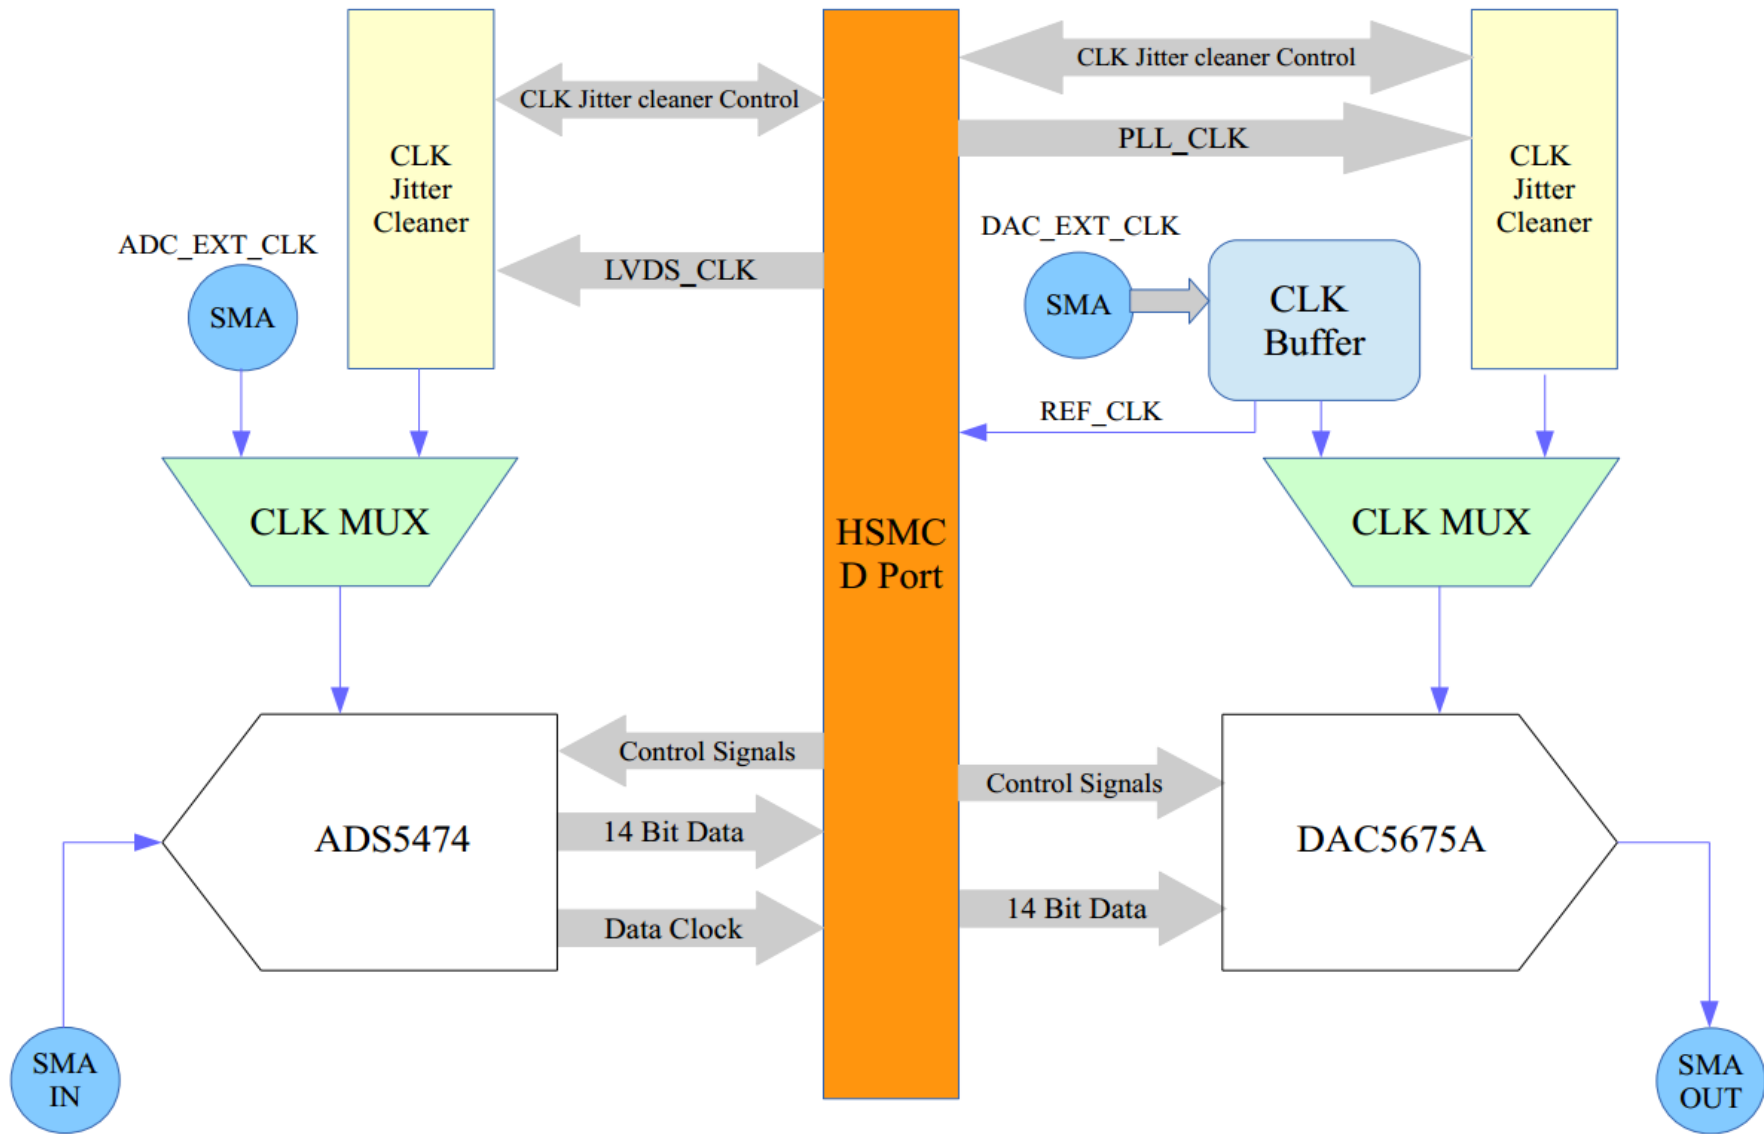 CLK Jitter cleaner Control
CLK Jitter cleaner Control
PLL_CLK
CLK
Jitter
Cleaner
CLK
Jitter
Cleaner
ADC_EXT_CLK
SMA
LVDS_CLK
DAC_EXT_CLK
SMA
CLK
Buffer
REF_CLK
CLK MUX
HSMC
D Port
CLK MUX
Control Signals
14 Bit Data
Data Clock
ADS5474
Control Signals
14 Bit Data
DAC5675A
SMA
IN
SMA
OUT